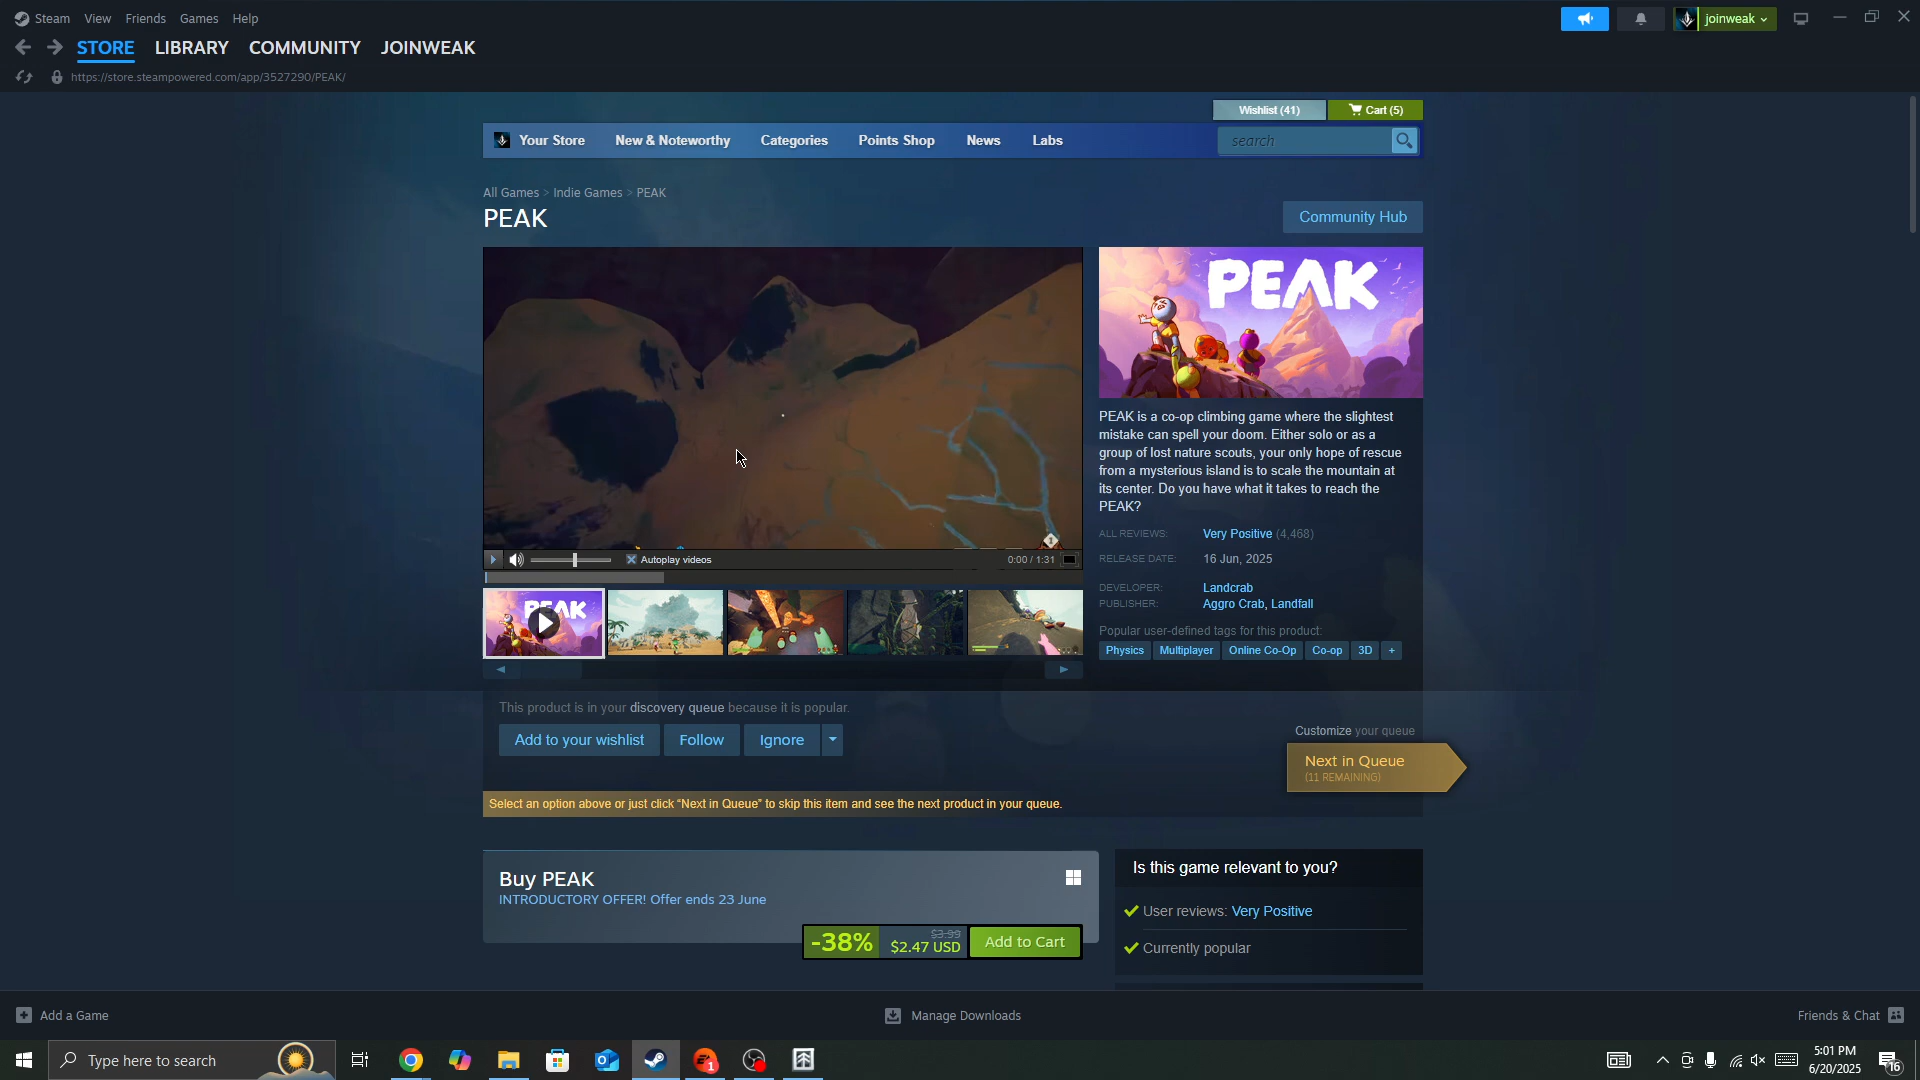 Steam View Friends Games Help
joinweak
STORE LIBRARY COMMUNITY JOINWEAK
https://store.steampowered.com/app/3527290/PEAK/
Wishlist (41) Cart (5)
Your Store New & Noteworthy Categories Points Shop News Labs search
All Games > Indie Games > PEAK
PEAK
Community Hub
PEAK
PEAK is a co-op climbing game where the slightest
mistake can spell your doom. Either solo or as a
group of lost nature scouts, your only hope of rescue
from a mysterious island is to scale the mountain at
its center. Do you have what it takes to reach the
PEAK?
ALL REVIEWS: Very Positive (4,468)
RELEASE DATE: 16 Jun, 2025
DEVELOPER: Landcrab
PUBLISHER: Aggro Crab, Landfall
Popular user-defined tags for this product:
Physics Multiplayer Online Co-Op Co-op 3D +
Autoplay videos 0:00 / 1:31
PEAK
This product is in your discovery queue because it is popular.
Add to your wishlist Follow Ignore
Customize your queue
Next in Queue
(11 REMAINING)
Select an option above or just click "Next in Queue" to skip this item and see the next product in your queue.
Buy PEAK
INTRODUCTORY OFFER! Offer ends 23 June
-38% $3.99 $2.47 USD Add to Cart
Is this game relevant to you?
User reviews: Very Positive
Currently popular
Add a Game Manage Downloads Friends & Chat
Type here to search
1
5:01 PM
6/20/2025
16